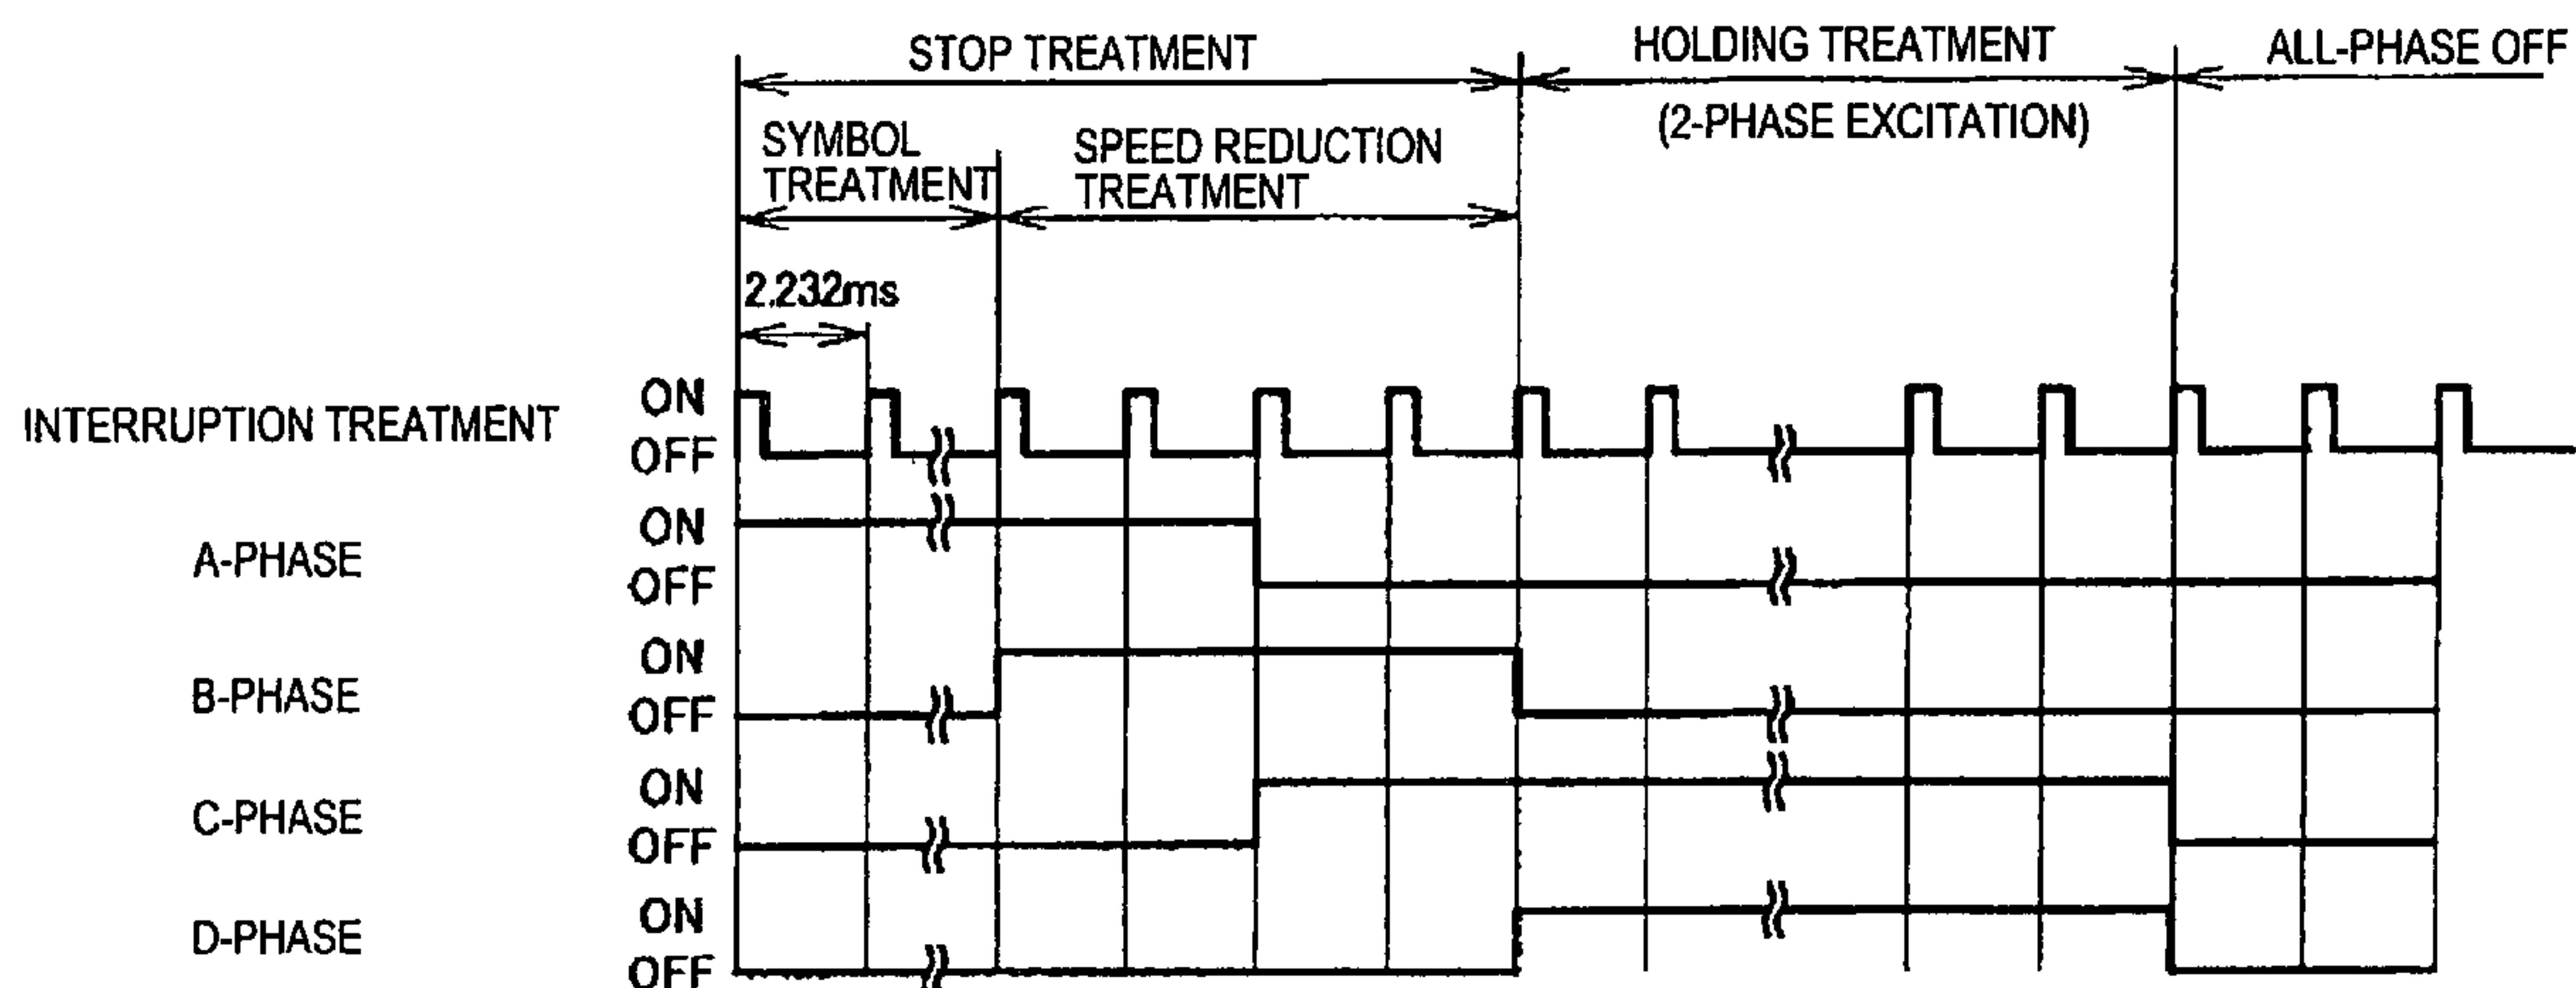 STOP TREATMENT
HOLDING TREATMENT
ALL-PHASE OFF
(2-PHASE EXCITATION)
SYMBOL
TREATMENT
SPEED REDUCTION
TREATMENT
2.232ms
INTERRUPTION TREATMENT
ON
OFF
A-PHASE
ON
OFF
B-PHASE
ON
OFF
C-PHASE
ON
OFF
D-PHASE
ON
OFF